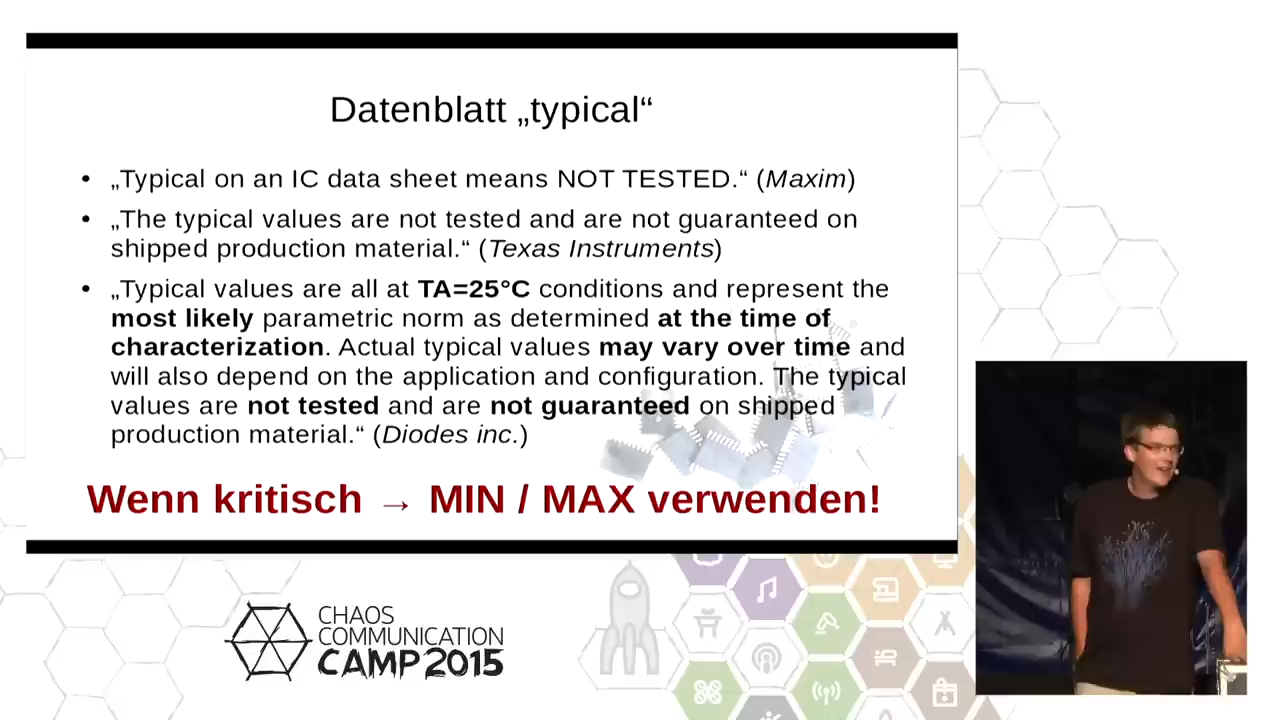 Datenblatt „typical“
• „Typical on an IC data sheet means NOT TESTED.“ (Maxim)
• „The typical values are not tested and are not guaranteed on
shipped production material.“ (Texas Instruments)
• „Typical values are all at TA=25°C conditions and represent the
most likely parametric norm as determined at the time of
characterization. Actual typical values may vary over time and
will also depend on the application and configuration. The typical
values are not tested and are not guaranteed on shipped
production material.“ (Diodes inc.)
Wenn kritisch → MIN / MAX verwenden!
CHAOS
COMMUNICATION
CAMP 2015